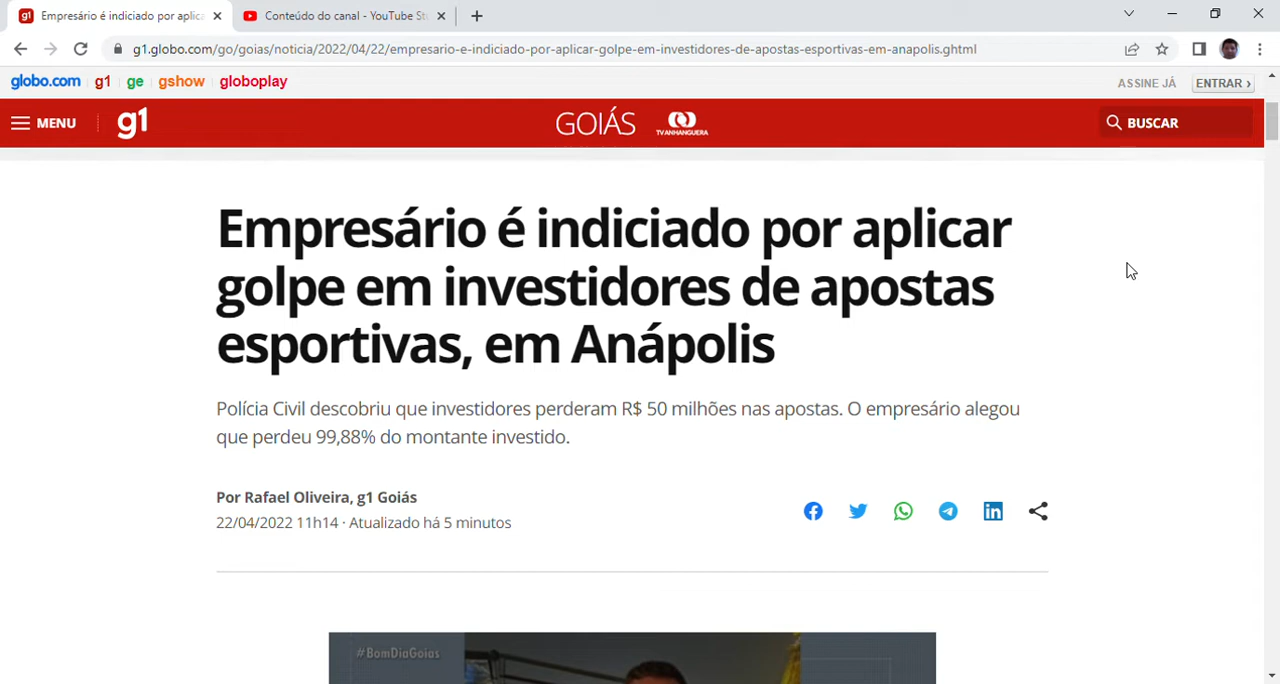 Empresário é indiciado por aplica
Conteúdo do canal - YouTube St
g1.globo.com/go/goias/noticia/2022/04/22/empresario-e-indiciado-por-aplicar-golpe-em-investidores-de-apostas-esportivas-em-anapolis.ghtml
globo.com g1 ge gshow globoplay
ASSINE JÁ ENTRAR ›
MENU g1 GOIÁS TV ANHANGUERA BUSCAR
Empresário é indiciado por aplicar
golpe em investidores de apostas
esportivas, em Anápolis
Polícia Civil descobriu que investidores perderam R$ 50 milhões nas apostas. O empresário alegou
que perdeu 99,88% do montante investido.
Por Rafael Oliveira, g1 Goiás
22/04/2022 11h14 · Atualizado há 5 minutos
#BomDiaGoias